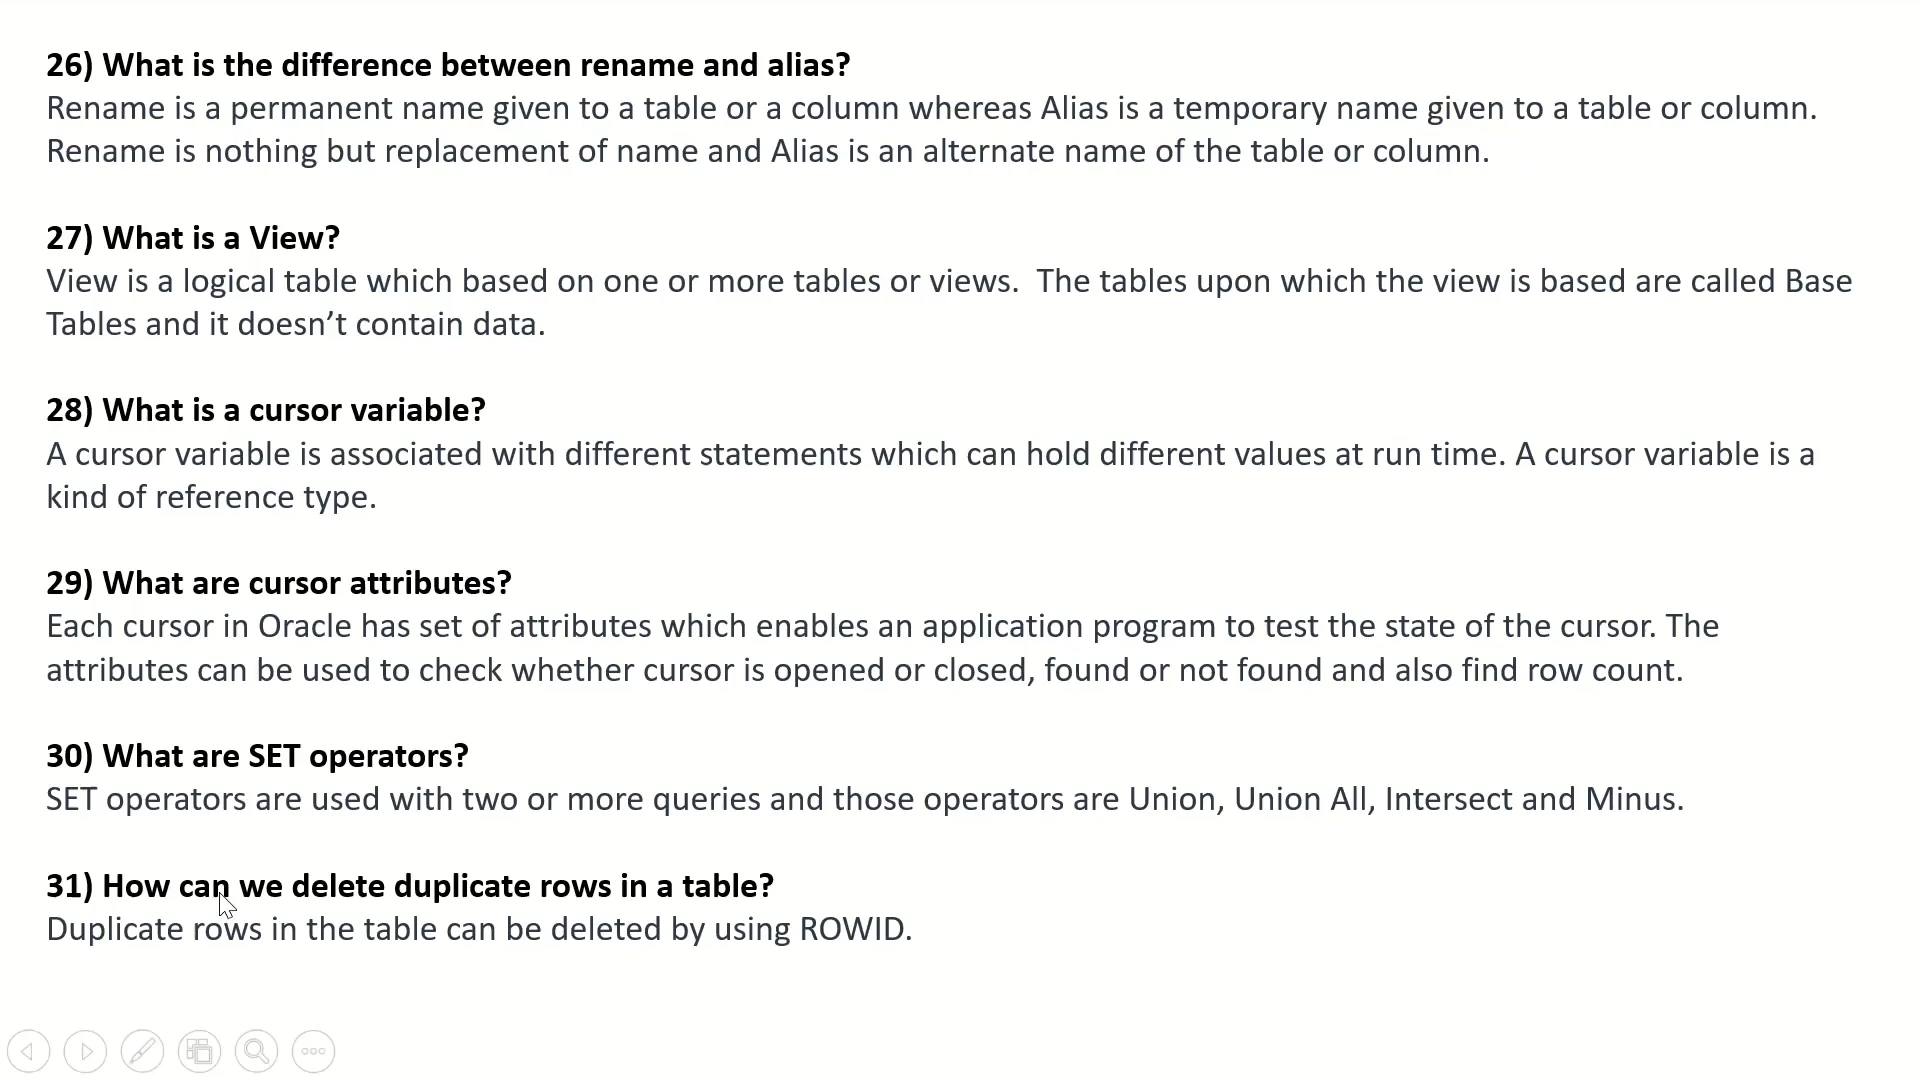 26) What is the difference between rename and alias?
Rename is a permanent name given to a table or a column whereas Alias is a temporary name given to a table or column.
Rename is nothing but replacement of name and Alias is an alternate name of the table or column.
27) What is a View?
View is a logical table which based on one or more tables or views.  The tables upon which the view is based are called Base
Tables and it doesn’t contain data.
28) What is a cursor variable?
A cursor variable is associated with different statements which can hold different values at run time. A cursor variable is a
kind of reference type.
29) What are cursor attributes?
Each cursor in Oracle has set of attributes which enables an application program to test the state of the cursor. The
attributes can be used to check whether cursor is opened or closed, found or not found and also find row count.
30) What are SET operators?
SET operators are used with two or more queries and those operators are Union, Union All, Intersect and Minus.
31) How can we delete duplicate rows in a table?
Duplicate rows in the table can be deleted by using ROWID.